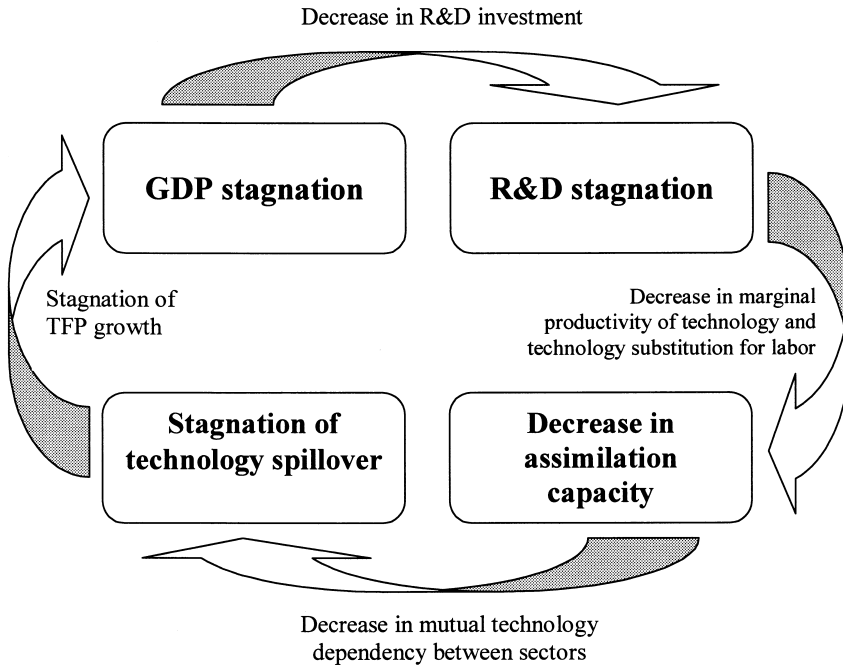 Decrease in R&D investment
GDP stagnation
R&D stagnation
Stagnation of
TFP growth
Decrease in marginal
productivity of technology and
technology substitution for labor
Stagnation of
technology spillover
Decrease in
assimilation
capacity
Decrease in mutual technology
dependency between sectors